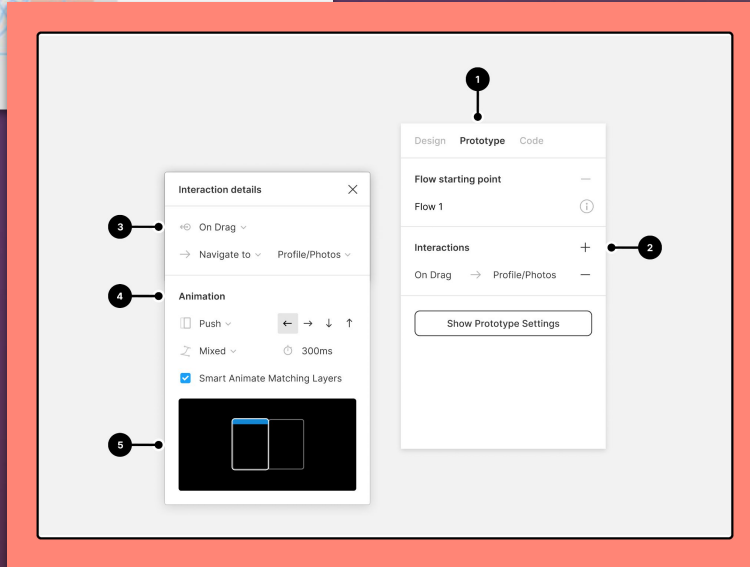 1
Design Prototype Code
Flow starting point
Flow 1
Interactions
2
On Drag Profile/Photos
Show Prototype Settings
Interaction details
3
On Drag
Navigate to Profile/Photos
4
Animation
Push
Mixed 300ms
Smart Animate Matching Layers
5